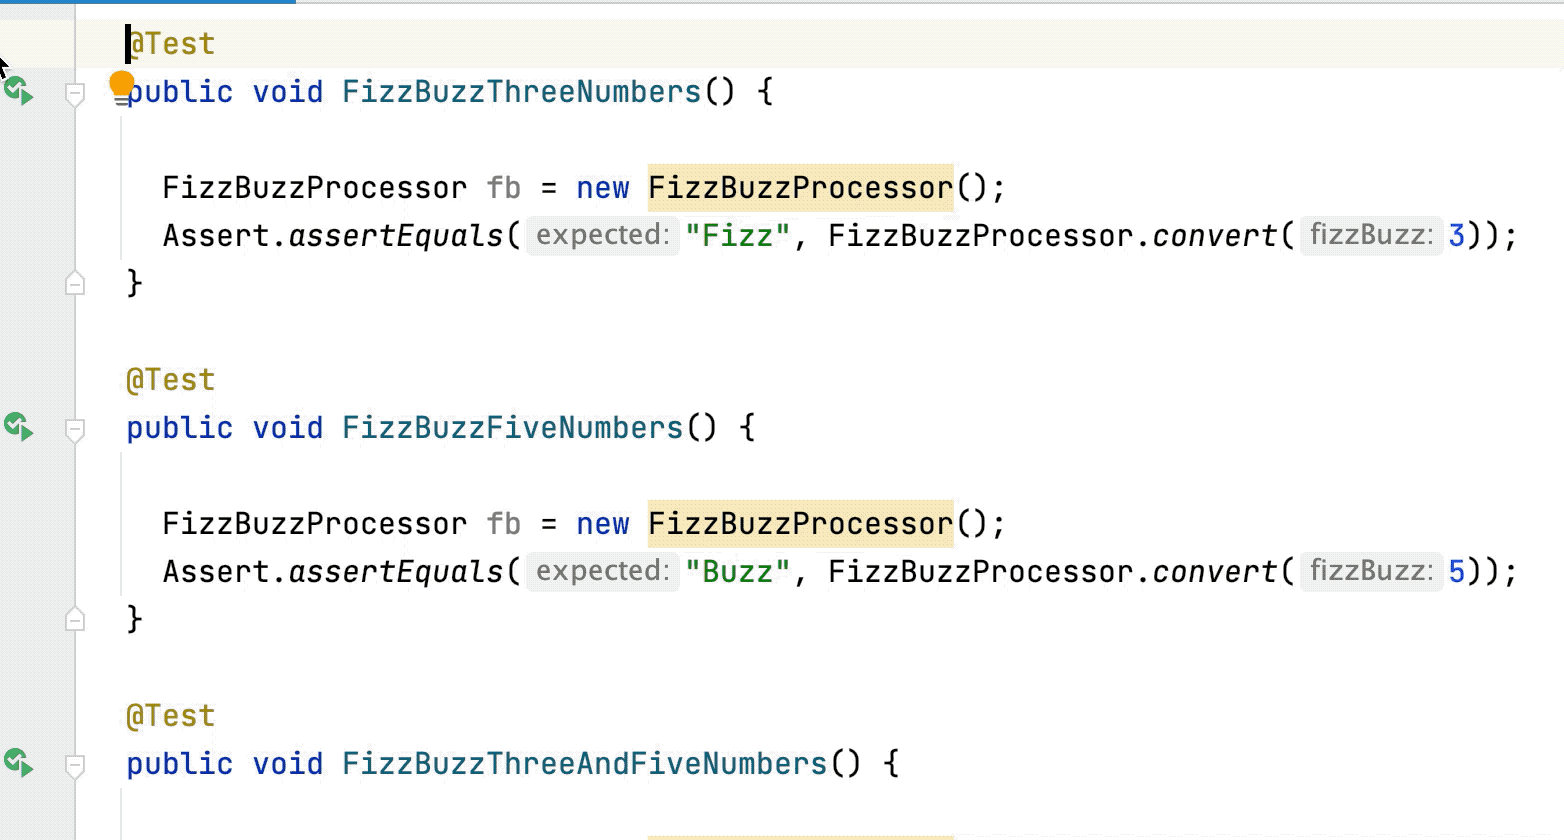 @Test
public void FizzBuzzThreeNumbers() {
FizzBuzzProcessor fb = new FizzBuzzProcessor();
Assert.assertEquals( expected: "Fizz", FizzBuzzProcessor.convert( fizzBuzz: 3));
}
@Test
public void FizzBuzzFiveNumbers() {
FizzBuzzProcessor fb = new FizzBuzzProcessor();
Assert.assertEquals( expected: "Buzz", FizzBuzzProcessor.convert( fizzBuzz: 5));
}
@Test
public void FizzBuzzThreeAndFiveNumbers() {